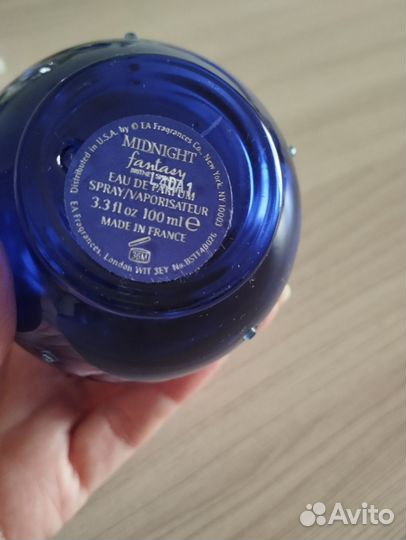 Distributed in U.S.A. by © EA Fragrances Co. New York, NY 10003
MIDNIGHT
fantasy
BRITNEY SPEARS
EAU DE PARFUM
SPRAY/VAPORISATEUR
3.3 fl oz 100 ml ℮
MADE IN FRANCE
36M
EA Fragrances, London W1T 3EY
Avito